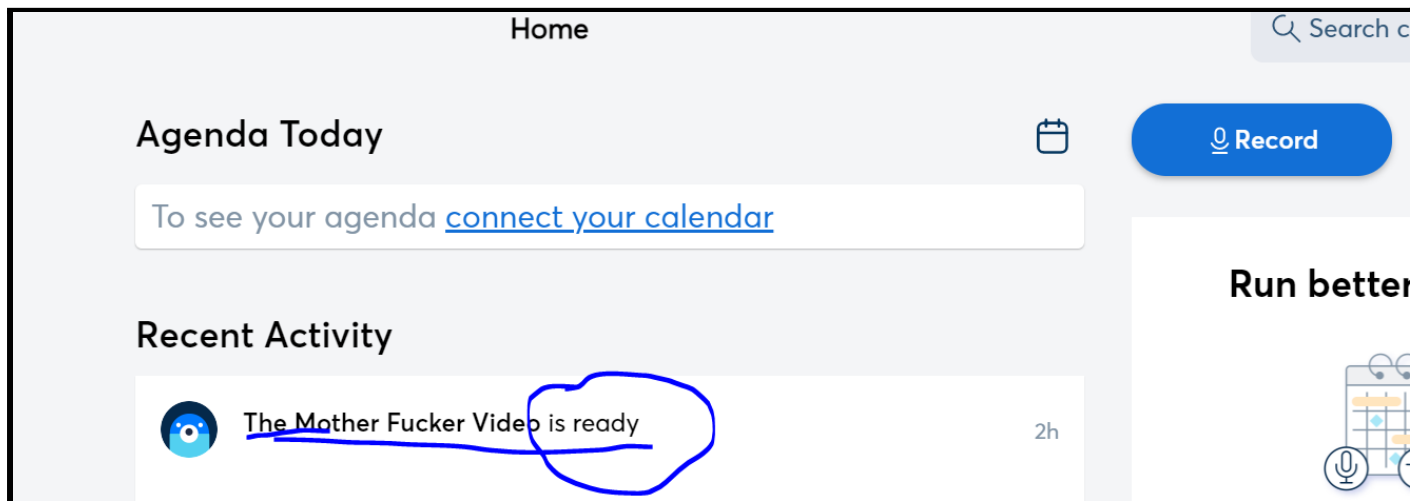 Home
Search c
Agenda Today
Record
To see your agenda connect your calendar
Run better
Recent Activity
The Mother Fucker Video is ready
2h